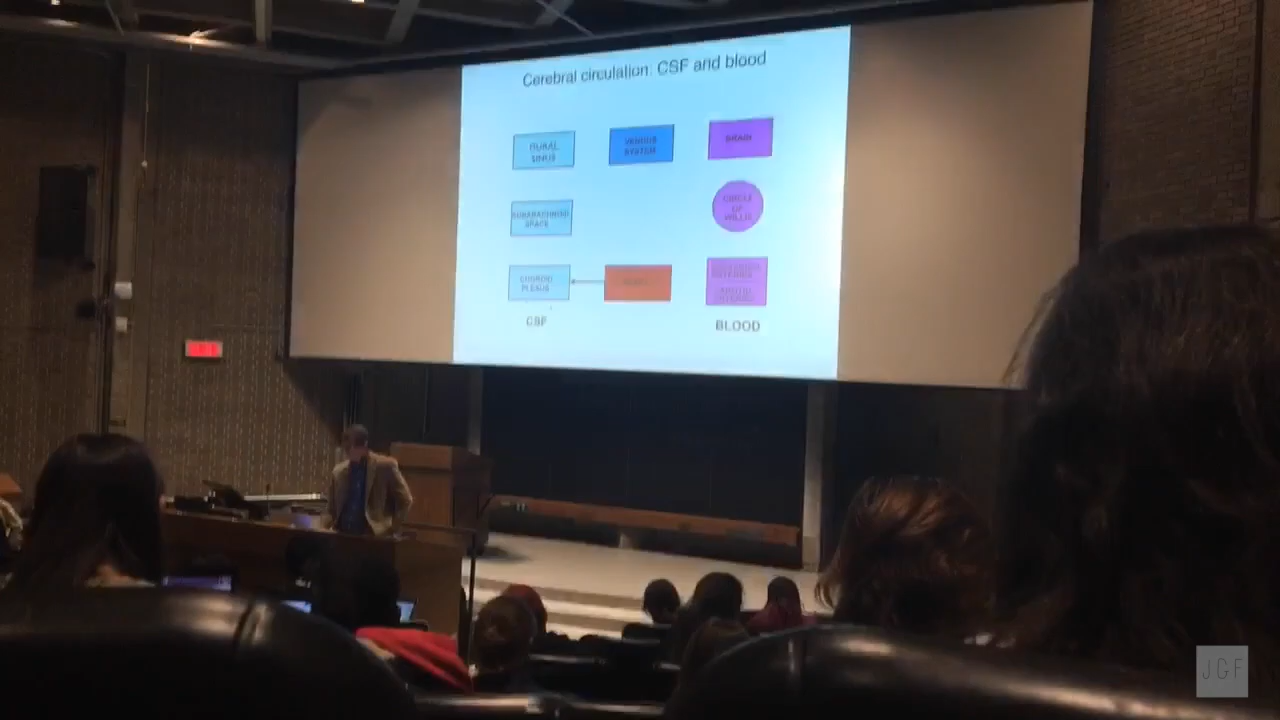 Cerebral circulation: CSF and blood
DURAL
SINUS
VENOUS
SYSTEM
BRAIN
SUBARACHNOID
SPACE
CIRCLE
OF
WILLIS
CHOROID
PLEXUS
CSF
BLOOD
JGF